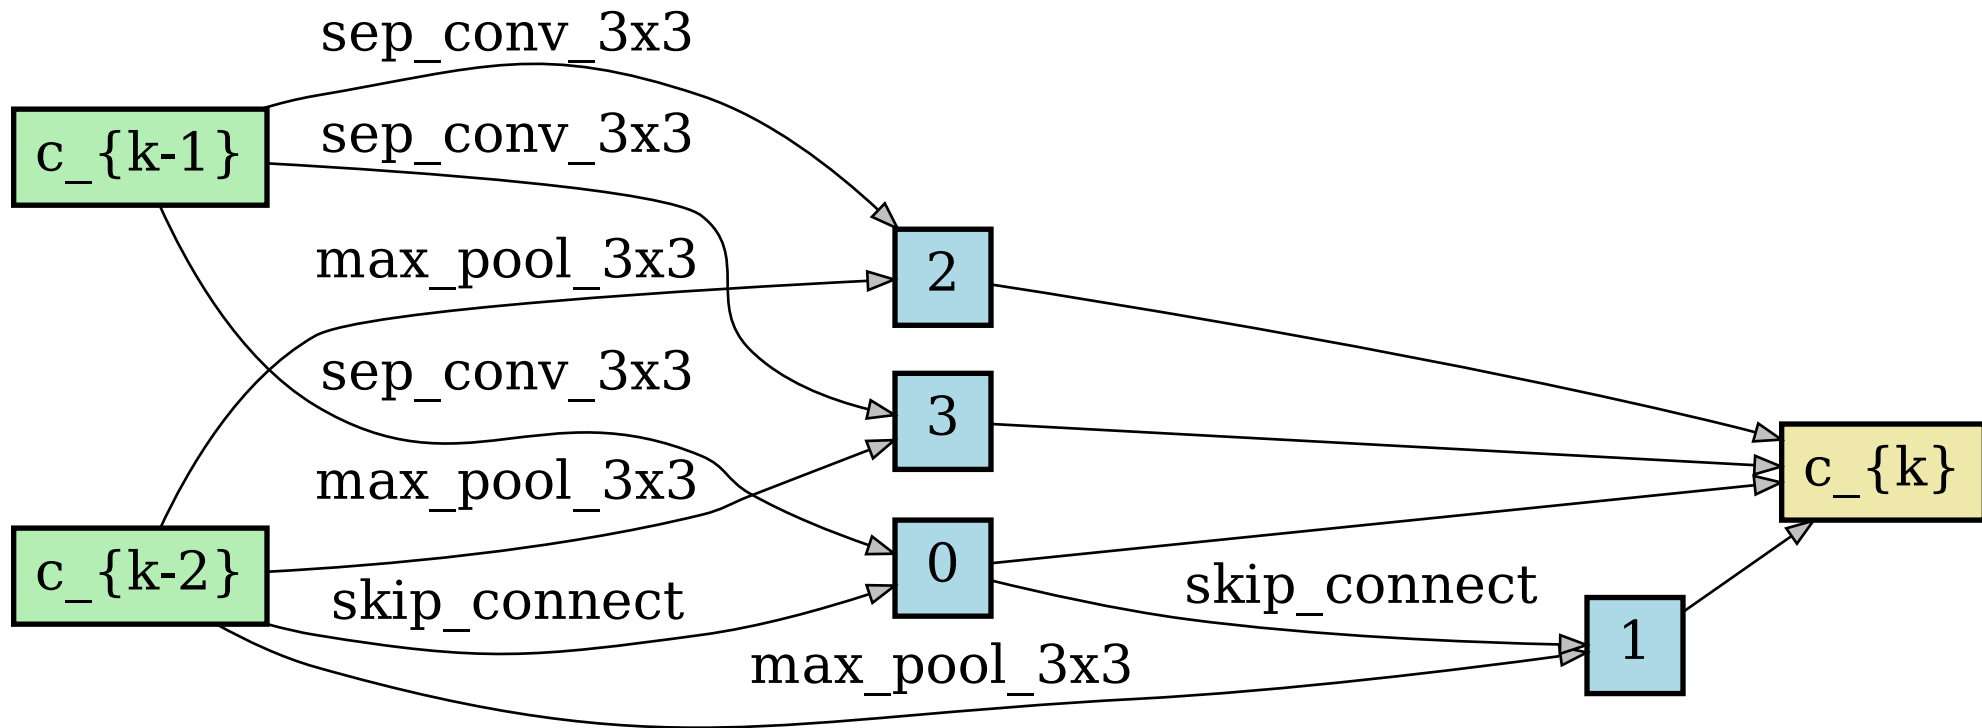 sep_conv_3x3
c_{k-1}
sep_conv_3x3
max_pool_3x3
2
sep_conv_3x3
3
c_{k}
max_pool_3x3
c_{k-2}
0
skip_connect
skip_connect
1
max_pool_3x3